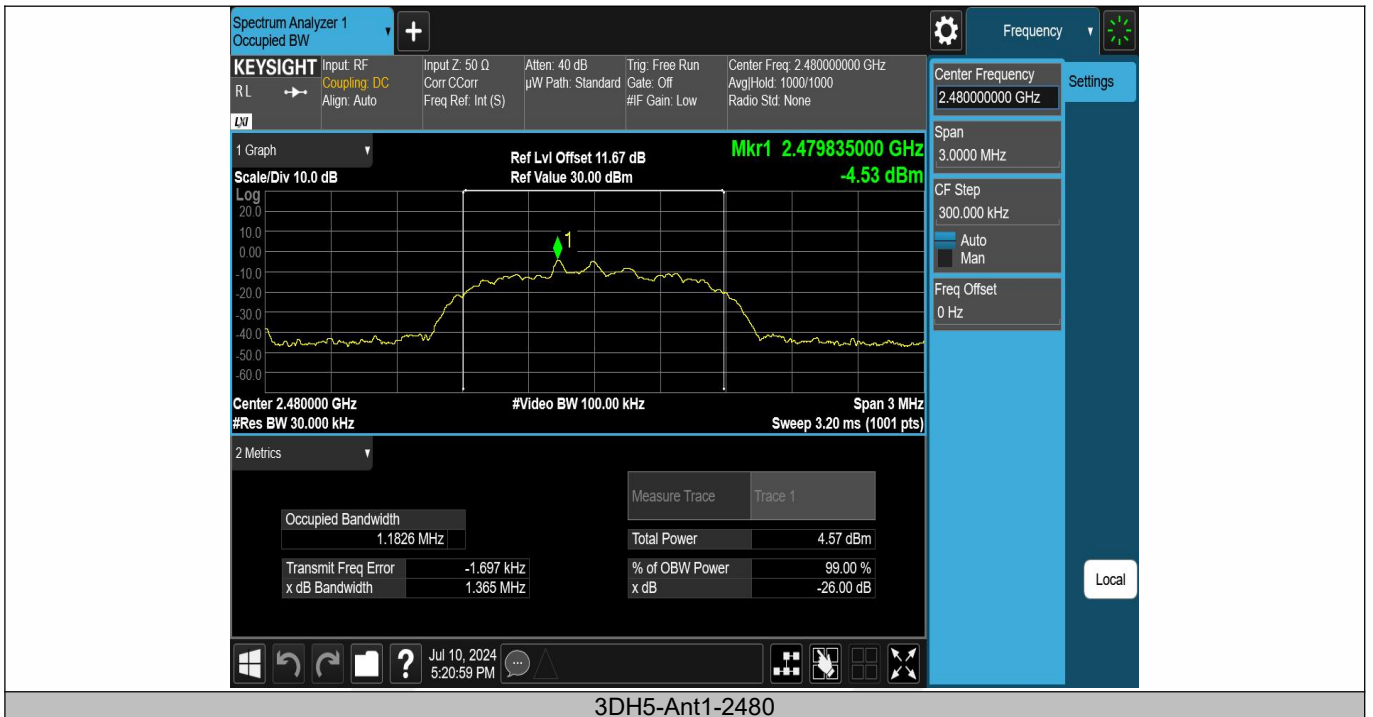 Spectrum Analyzer 1
Occupied BW
Frequency
KEYSIGHT
RL
LXI
Input: RF
Coupling: DC
Align: Auto
Input Z: 50 Ω
Corr CCorr
Freq Ref: Int (S)
Atten: 40 dB
µW Path: Standard
Trig: Free Run
Gate: Off
#IF Gain: Low
Center Freq: 2.480000000 GHz
Avg|Hold: 1000/1000
Radio Std: None
Center Frequency
2.480000000 GHz
Settings
Span
3.0000 MHz
CF Step
300.000 kHz
Auto
Man
Freq Offset
0 Hz
Local
1 Graph
Scale/Div 10.0 dB
Ref Lvl Offset 11.67 dB
Ref Value 30.00 dBm
Mkr1 2.479835000 GHz
-4.53 dBm
Log
20.0
10.0
0.00
-10.0
-20.0
-30.0
-40.0
-50.0
-60.0
1
Center 2.480000 GHz
#Res BW 30.000 kHz
#Video BW 100.00 kHz
Span 3 MHz
Sweep 3.20 ms (1001 pts)
2 Metrics
Measure Trace Trace 1
Occupied Bandwidth
1.1826 MHz
Total Power 4.57 dBm
Transmit Freq Error -1.697 kHz
% of OBW Power 99.00 %
x dB Bandwidth 1.365 MHz
x dB -26.00 dB
?
Jul 10, 2024
5:20:59 PM
3DH5-Ant1-2480